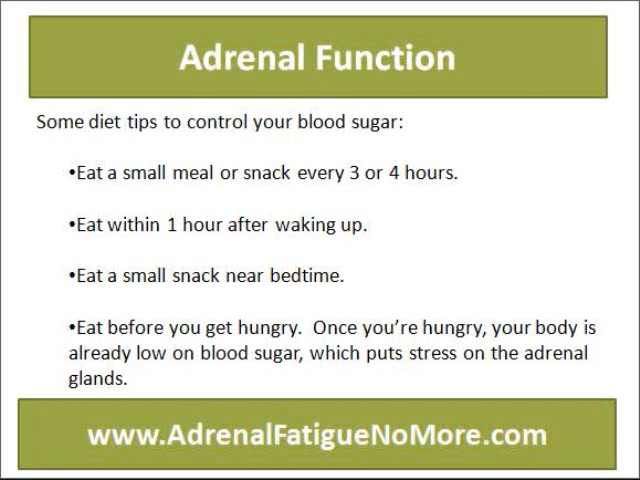 Adrenal Function
Some diet tips to control your blood sugar:
•Eat a small meal or snack every 3 or 4 hours.
•Eat within 1 hour after waking up.
•Eat a small snack near bedtime.
•Eat before you get hungry.  Once you’re hungry, your body is
already low on blood sugar, which puts stress on the adrenal
glands.
www.AdrenalFatigueNoMore.com